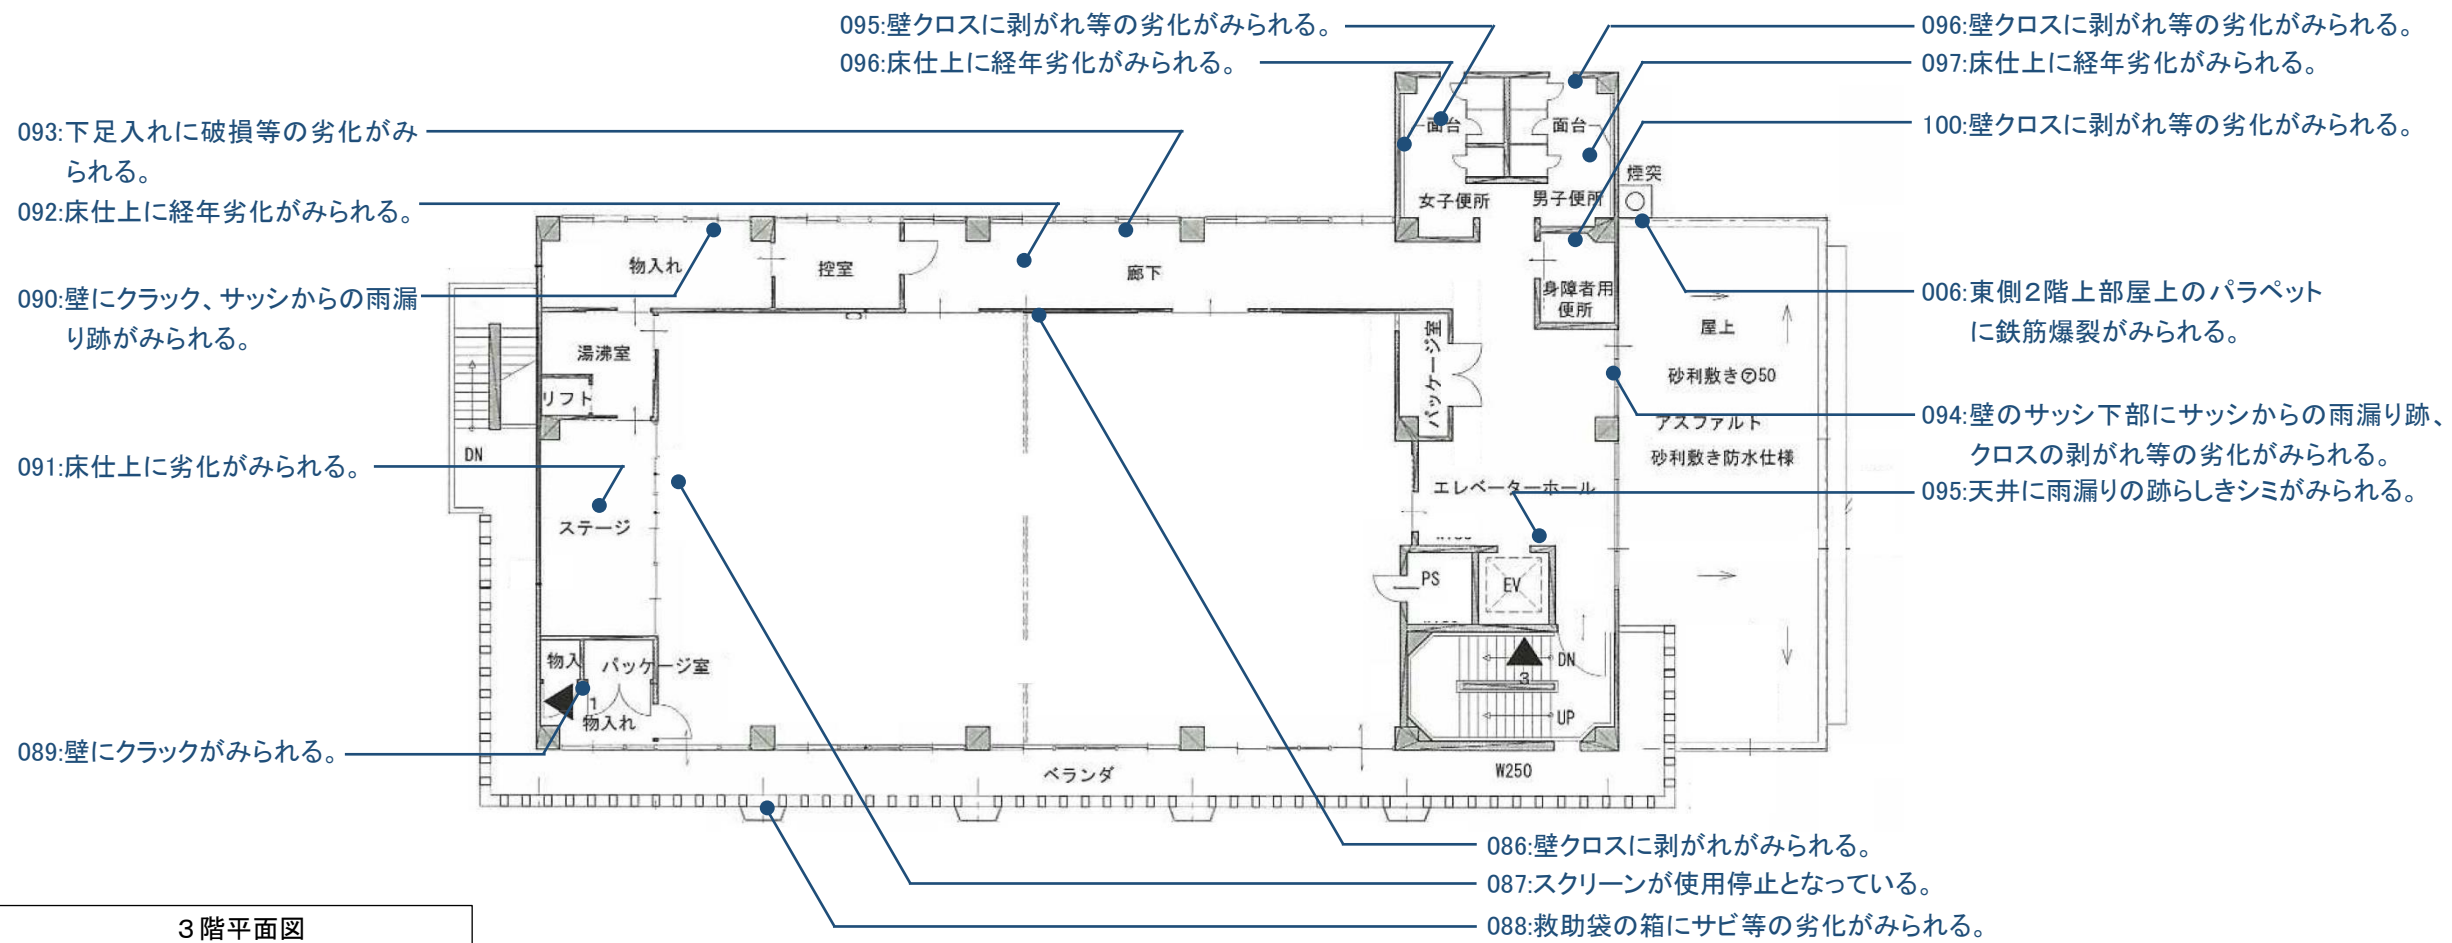 095:壁クロスに剥がれ等の劣化がみられる。
096:床仕上に経年劣化がみられる。
096:壁クロスに剥がれ等の劣化がみられる。
097:床仕上に経年劣化がみられる。
100:壁クロスに剥がれ等の劣化がみられる。
093:下足入れに破損等の劣化がみ
られる。
092:床仕上に経年劣化がみられる。
090:壁にクラック、サッシからの雨漏
り跡がみられる。
091:床仕上に劣化がみられる。
089:壁にクラックがみられる。
006:東側2階上部屋上のパラペット
に鉄筋爆裂がみられる。
094:壁のサッシ下部にサッシからの雨漏り跡、
クロスの剥がれ等の劣化がみられる。
095:天井に雨漏りの跡らしきシミがみられる。
086:壁クロスに剥がれがみられる。
087:スクリーンが使用停止となっている。
088:救助袋の箱にサビ等の劣化がみられる。
面台
面台
煙突
女子便所
男子便所
物入れ
控室
廊下
身障者用
便所
屋上
砂利敷き㋐50
アスファルト
砂利敷き防水仕様
湯沸室
リフト
パッケージ室
DN
ステージ
エレベーターホール
PS
EV
物入
パッケージ室
1
物入れ
DN
3
UP
ベランダ
W250
3階平面図